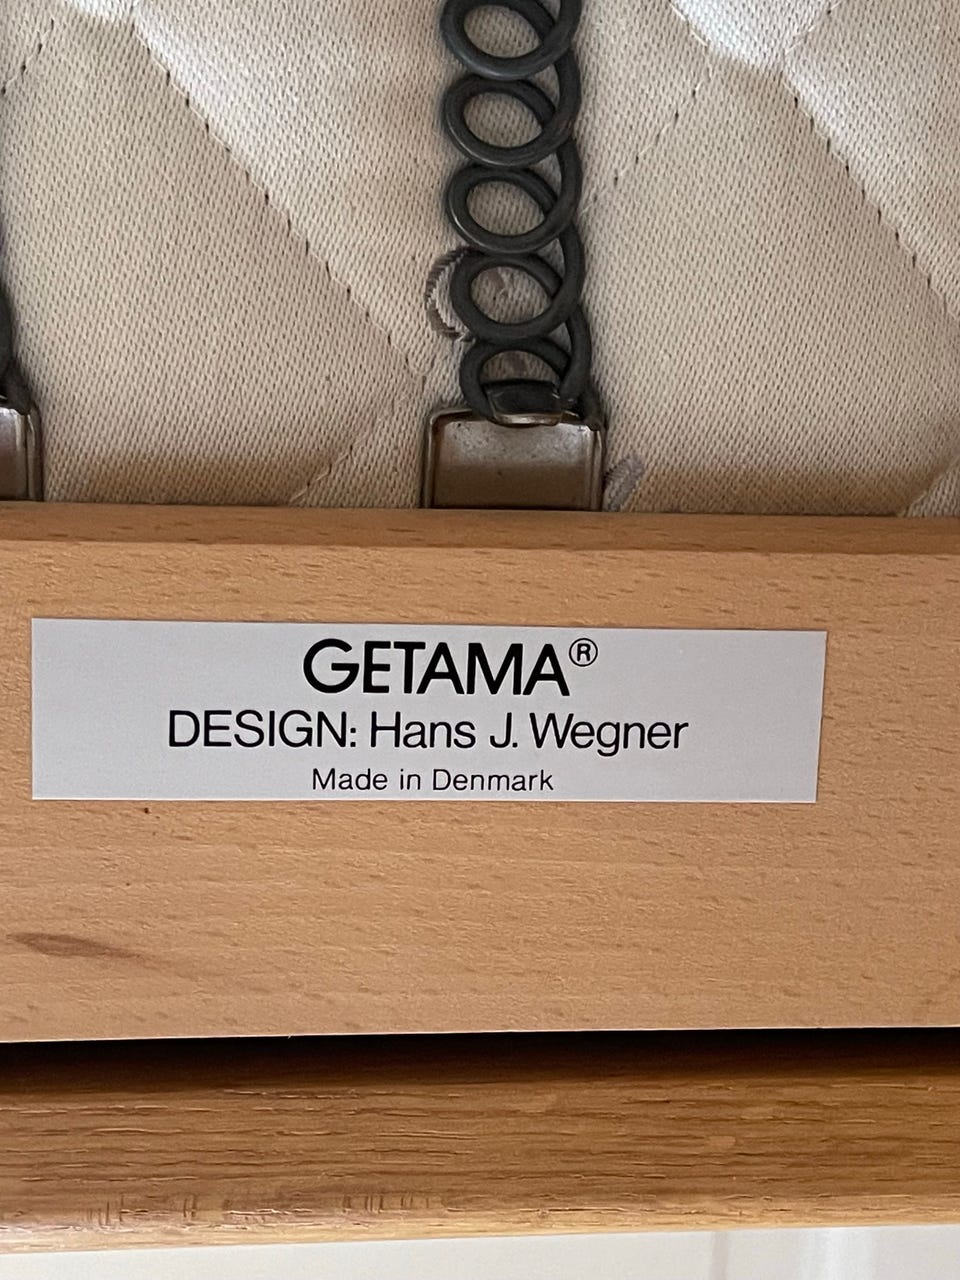 GETAMA®
DESIGN: Hans J. Wegner
Made in Denmark